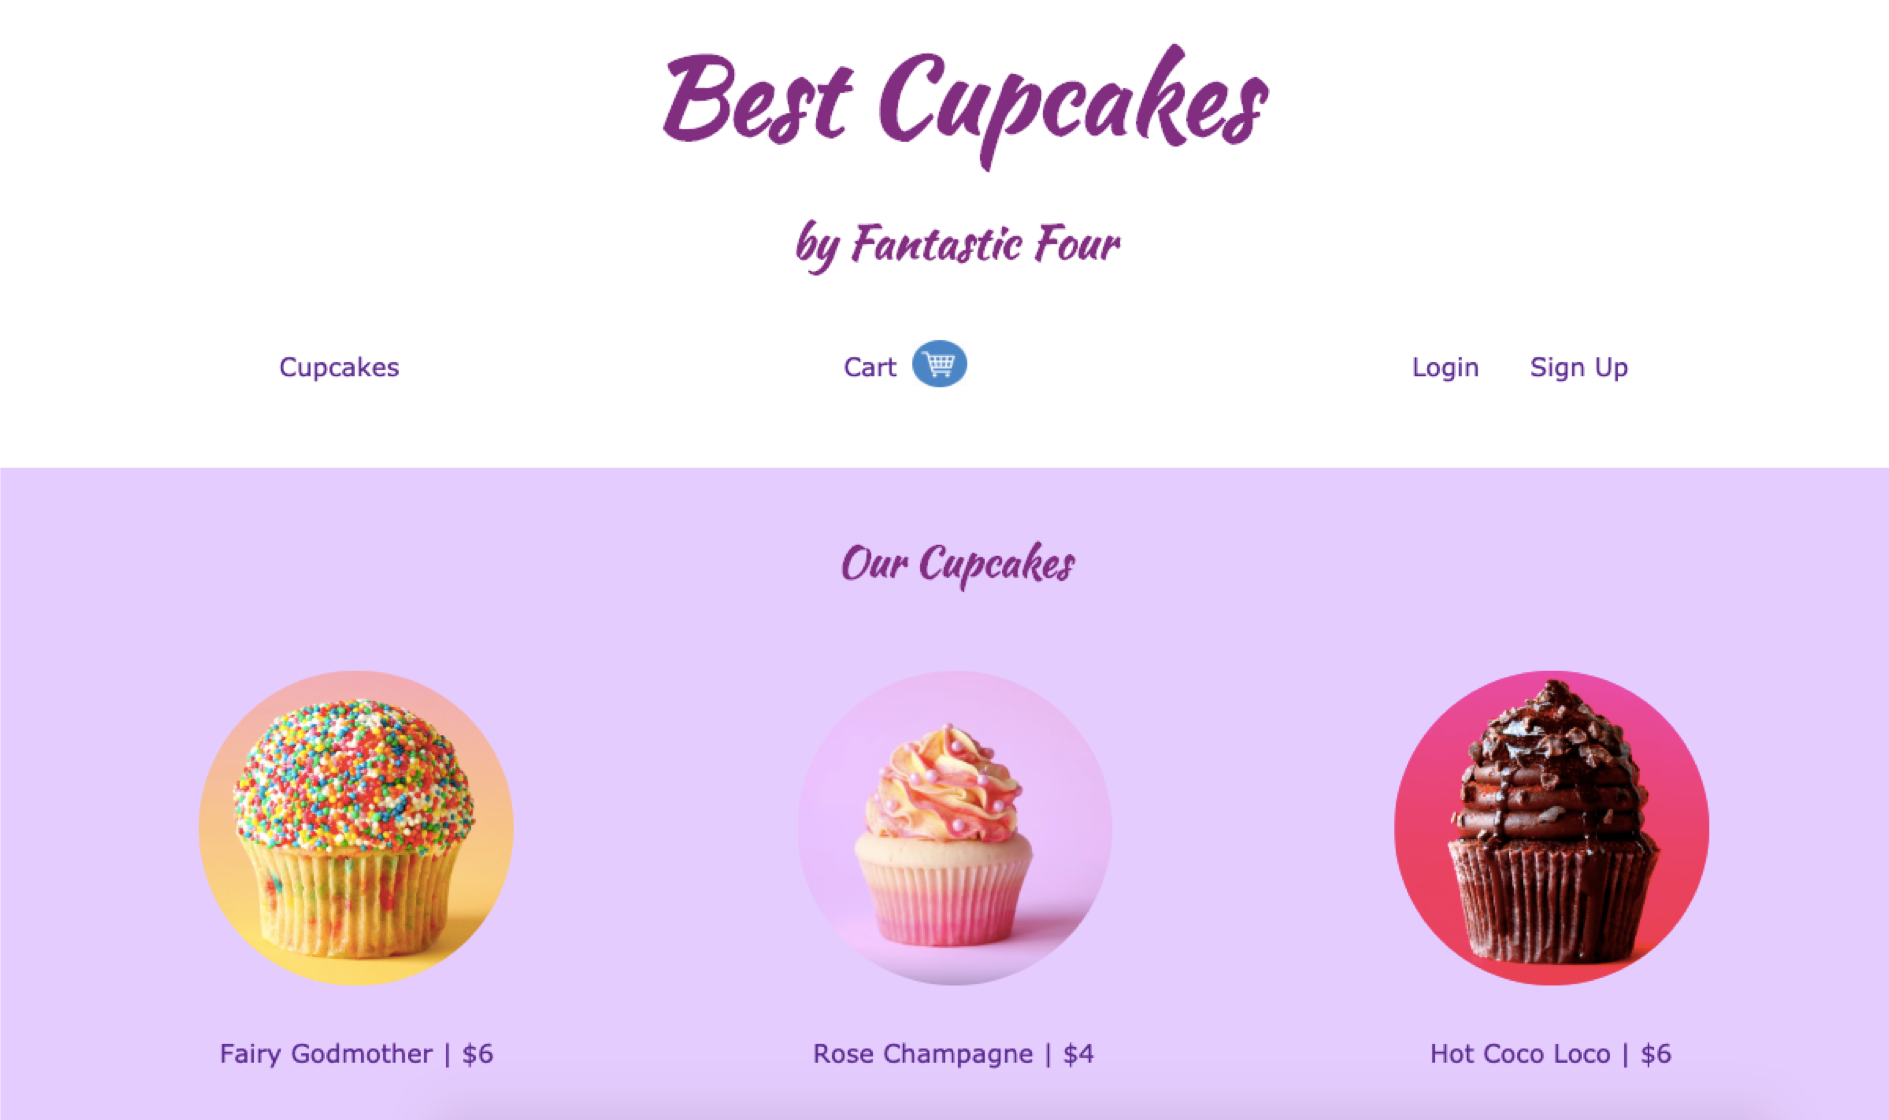 Best Cupcakes
by Fantastic Four
Cupcakes Cart Login Sign Up
Our Cupcakes
Fairy Godmother | $6 Rose Champagne | $4 Hot Coco Loco | $6